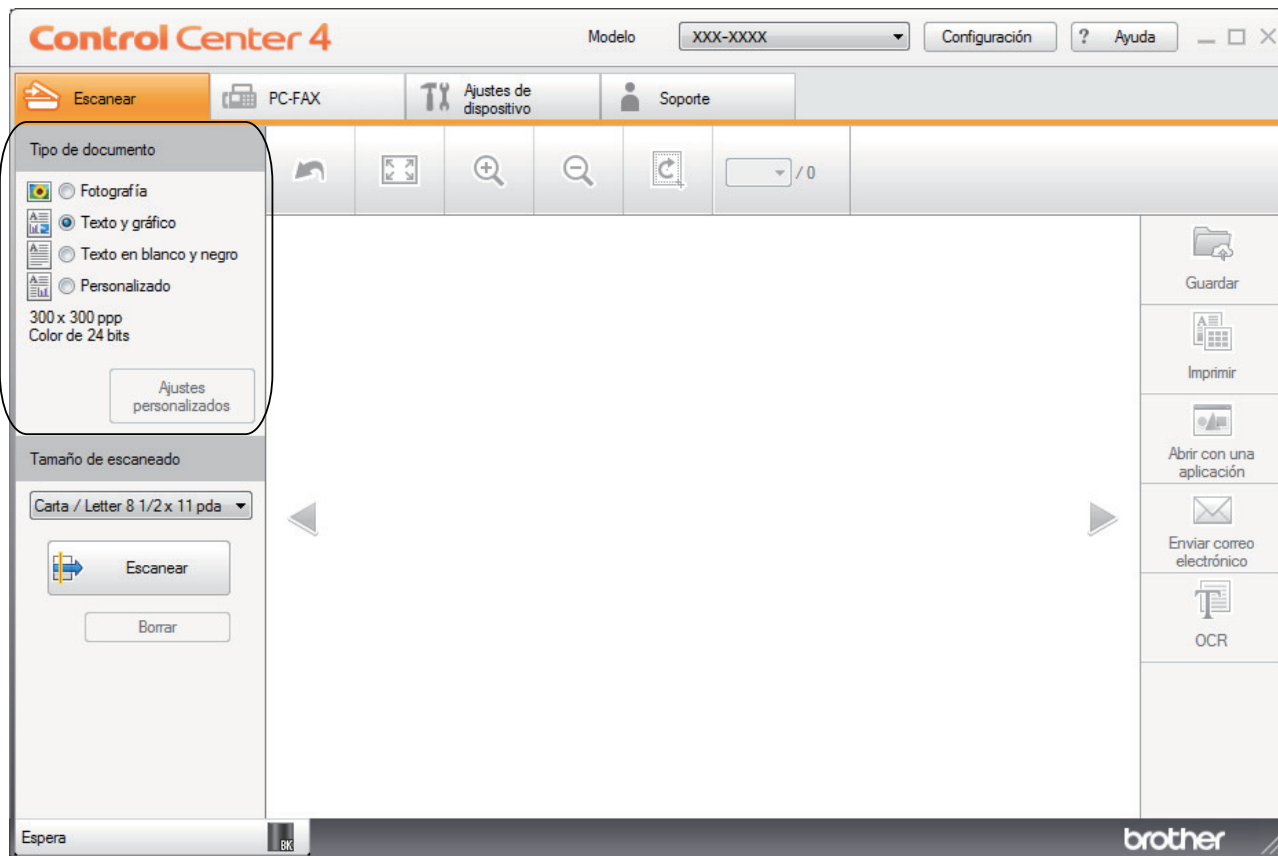 Control Center 4
Modelo
XXX-XXXX
Configuración
? Ayuda
Escanear
PC-FAX
Ajustes de
dispositivo
Soporte
Tipo de documento
Fotografía
Texto y gráfico
Texto en blanco y negro
Personalizado
300 x 300 ppp
Color de 24 bits
Ajustes
personalizados
/ 0
Tamaño de escaneado
Carta / Letter 8 1/2 x 11 pda
Escanear
Borrar
Guardar
Imprimir
Abrir con una
aplicación
Enviar correo
electrónico
OCR
Espera
BK
brother